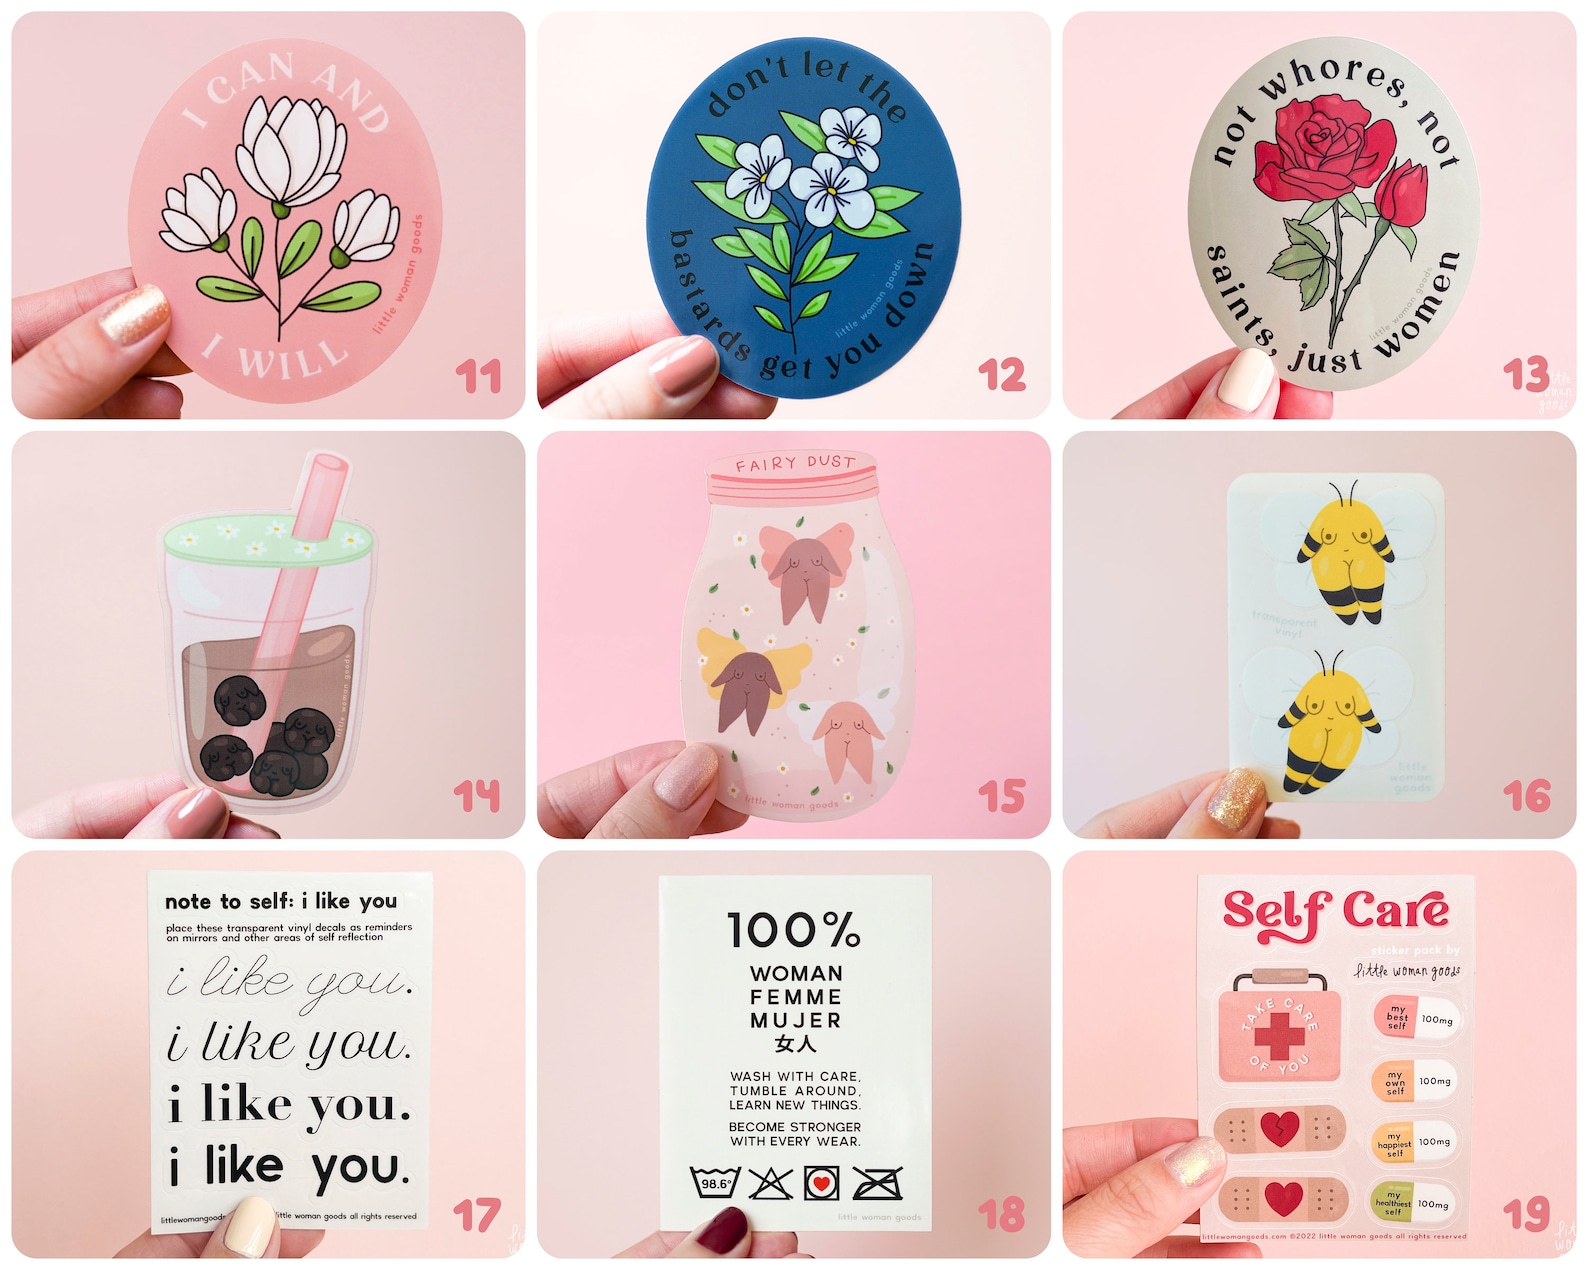 I CAN AND
I WILL
little woman goods
11
don't let the
bastards get you down
little woman goods
12
not whores, not
saints, just women
little woman goods
13
little
woman
goods
little woman goods
14
FAIRY DUST
little woman goods
15
transparent
vinyl
little
woman
goods
16
note to self: i like you
place these transparent vinyl decals as reminders
on mirrors and other areas of self reflection
i like you.
i like you.
i like you.
i like you.
littlewomangoods
little woman goods all rights reserved
17
100%
WOMAN
FEMME
MUJER
女人
WASH WITH CARE,
TUMBLE AROUND,
LEARN NEW THINGS.
BECOME STRONGER
WITH EVERY WEAR.
98.6°
little woman goods
18
Self Care
sticker pack by
little woman goods
TAKE CARE
OF YOU
my
best
self
100mg
my
own
self
100mg
my
happiest
self
100mg
my
healthiest
self
100mg
littlewomangoods.com ©2022 little woman goods all rights reserved
19